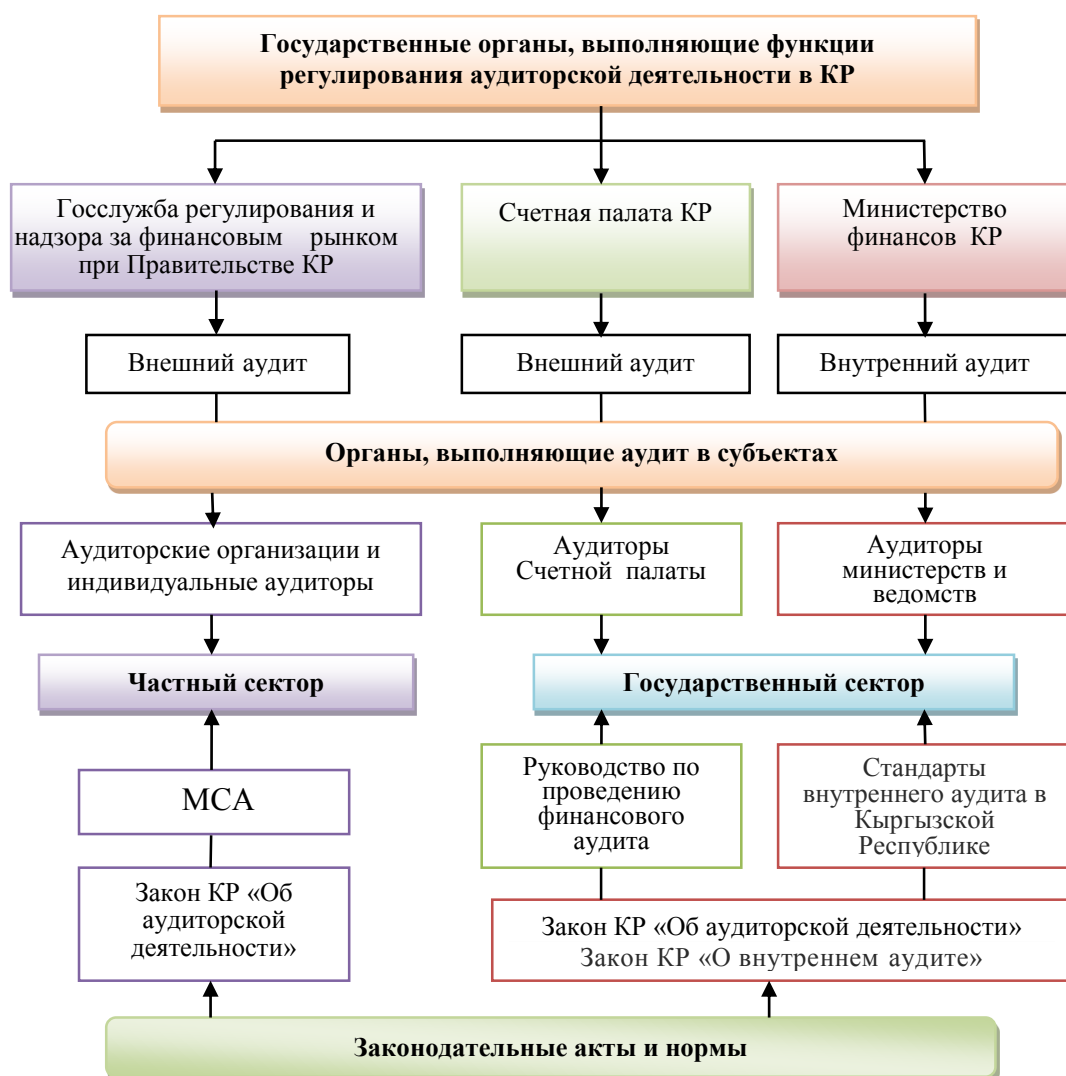 Государственные органы, выполняющие функции
регулирования аудиторской деятельности в КР
Госслужба регулирования и
надзора за финансовым рынком
при Правительстве КР
Счетная палата КР
Министерство
финансов КР
Внешний аудит
Внешний аудит
Внутренний аудит
Органы, выполняющие аудит в субъектах
Аудиторские организации и
индивидуальные аудиторы
Аудиторы
Счетной палаты
Аудиторы
министерств и
ведомств
Частный сектор
Государственный сектор
МСА
Руководство по
проведению
финансового
аудита
Стандарты
внутреннего аудита в
Кыргызской
Республике
Закон КР «Об
аудиторской
деятельности»
Закон КР «Об аудиторской деятельности»
Закон КР «О внутреннем аудите»
Законодательные акты и нормы